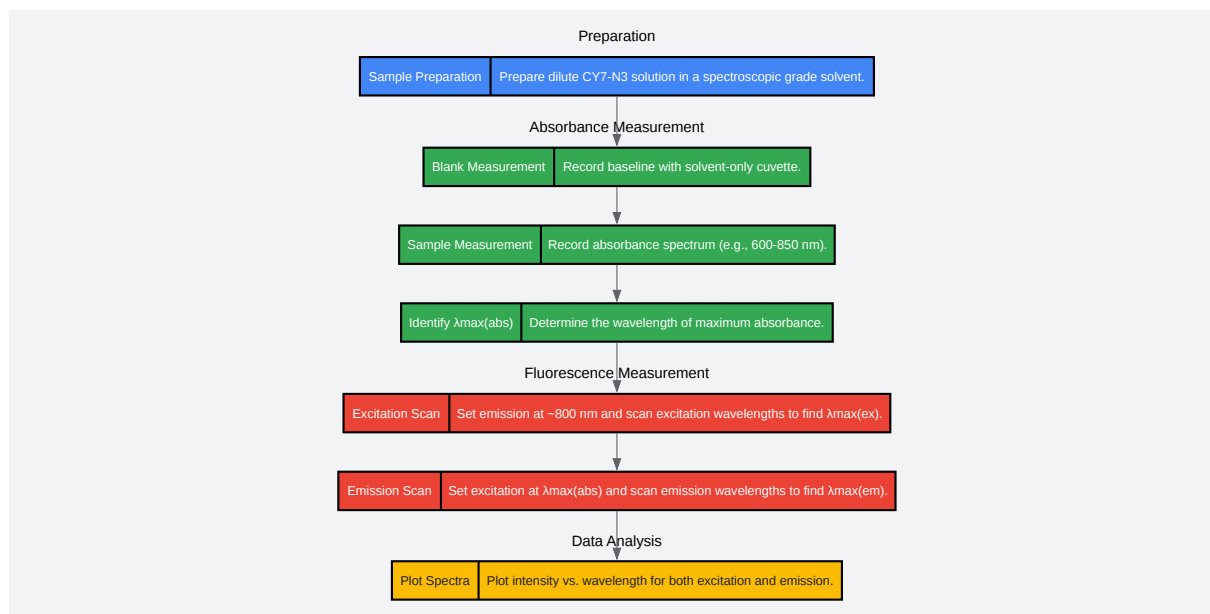 Preparation
Sample Preparation Prepare dilute CY7-N3 solution in a spectroscopic grade solvent.
Absorbance Measurement
Blank Measurement Record baseline with solvent-only cuvette.
Sample Measurement Record absorbance spectrum (e.g., 600-850 nm).
Identify λmax(abs) Determine the wavelength of maximum absorbance.
Fluorescence Measurement
Excitation Scan Set emission at ~800 nm and scan excitation wavelengths to find λmax(ex).
Emission Scan Set excitation at λmax(abs) and scan emission wavelengths to find λmax(em).
Data Analysis
Plot Spectra Plot intensity vs. wavelength for both excitation and emission.